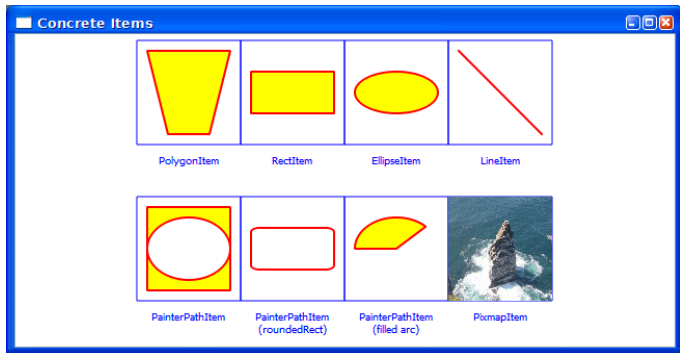 Concrete Items
PolygonItem
RectItem
EllipseItem
LineItem
PainterPathItem
PainterPathItem
(roundedRect)
PainterPathItem
(filled arc)
PixmapItem